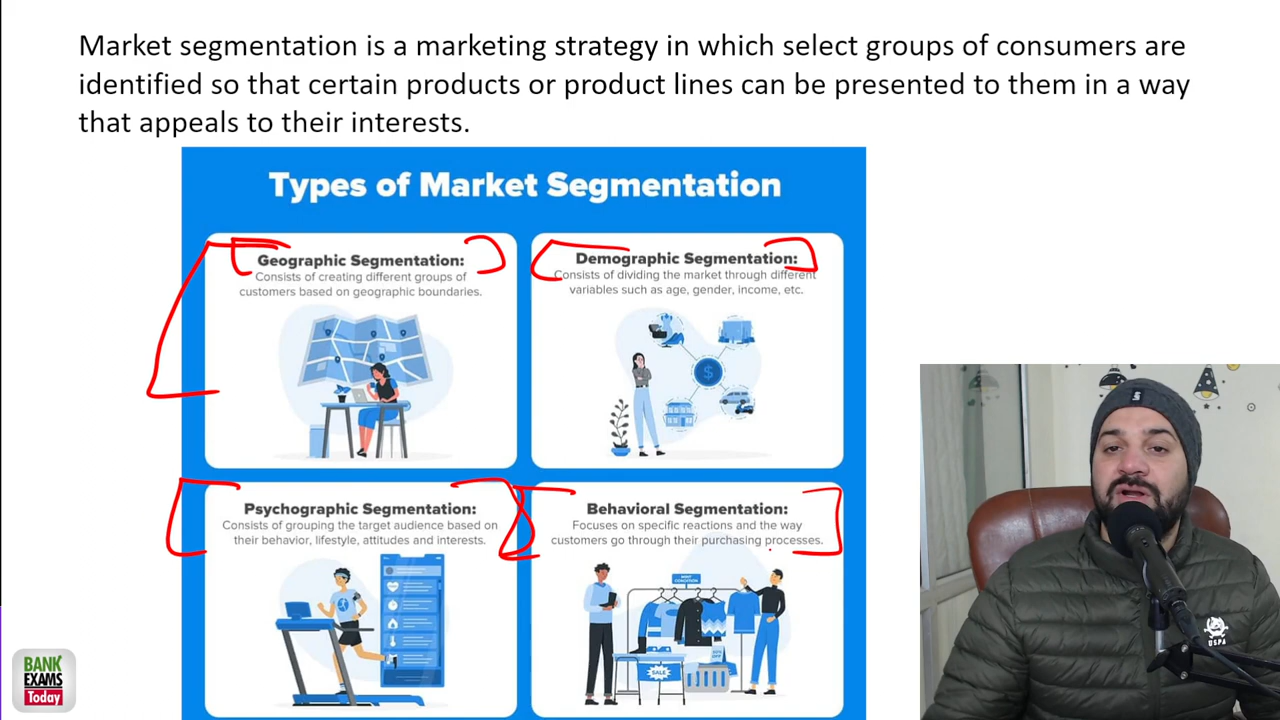 Market segmentation is a marketing strategy in which select groups of consumers are
identified so that certain products or product lines can be presented to them in a way
that appeals to their interests.
Types of Market Segmentation
Geographic Segmentation:
Consists of creating different groups of
customers based on geographic boundaries.
Demographic Segmentation:
Consists of dividing the market through different
variables such as age, gender, income, etc.
$
Psychographic Segmentation:
Consists of grouping the target audience based on
their behavior, lifestyle, attitudes and interests.
Behavioral Segmentation:
Focuses on specific reactions and the way
customers go through their purchasing processes.
SALE
BANK
EXAMS
Today
USPA